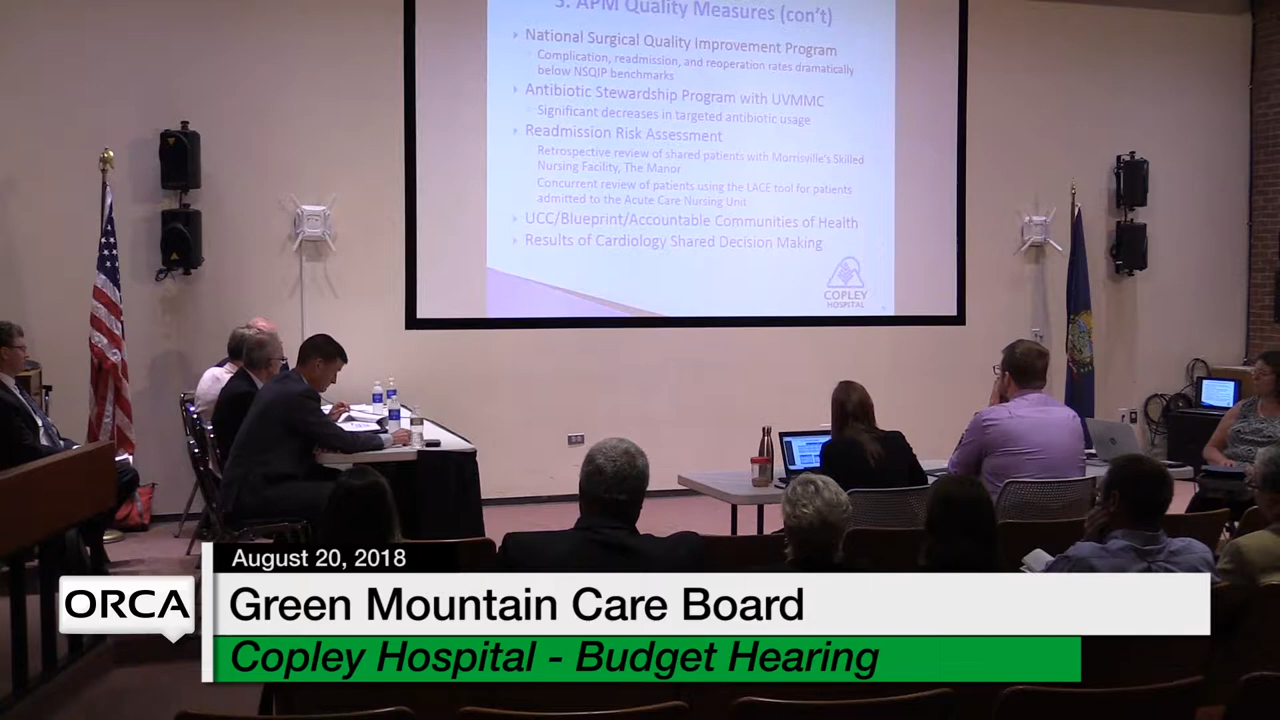 3. APM Quality Measures (con't)
National Surgical Quality Improvement Program
Complication, readmission, and reoperation rates dramatically
below NSQIP benchmarks
Antibiotic Stewardship Program with UVMMC
Significant decreases in targeted antibiotic usage
Readmission Risk Assessment
Retrospective review of shared patients with Morrisville's Skilled
Nursing Facility, The Manor
Concurrent review of patients using the LACE tool for patients
admitted to the Acute Care Nursing Unit
UCC/Blueprint/Accountable Communities of Health
Results of Cardiology Shared Decision Making
COPLEY
HOSPITAL
August 20, 2018
ORCA
Green Mountain Care Board
Copley Hospital - Budget Hearing